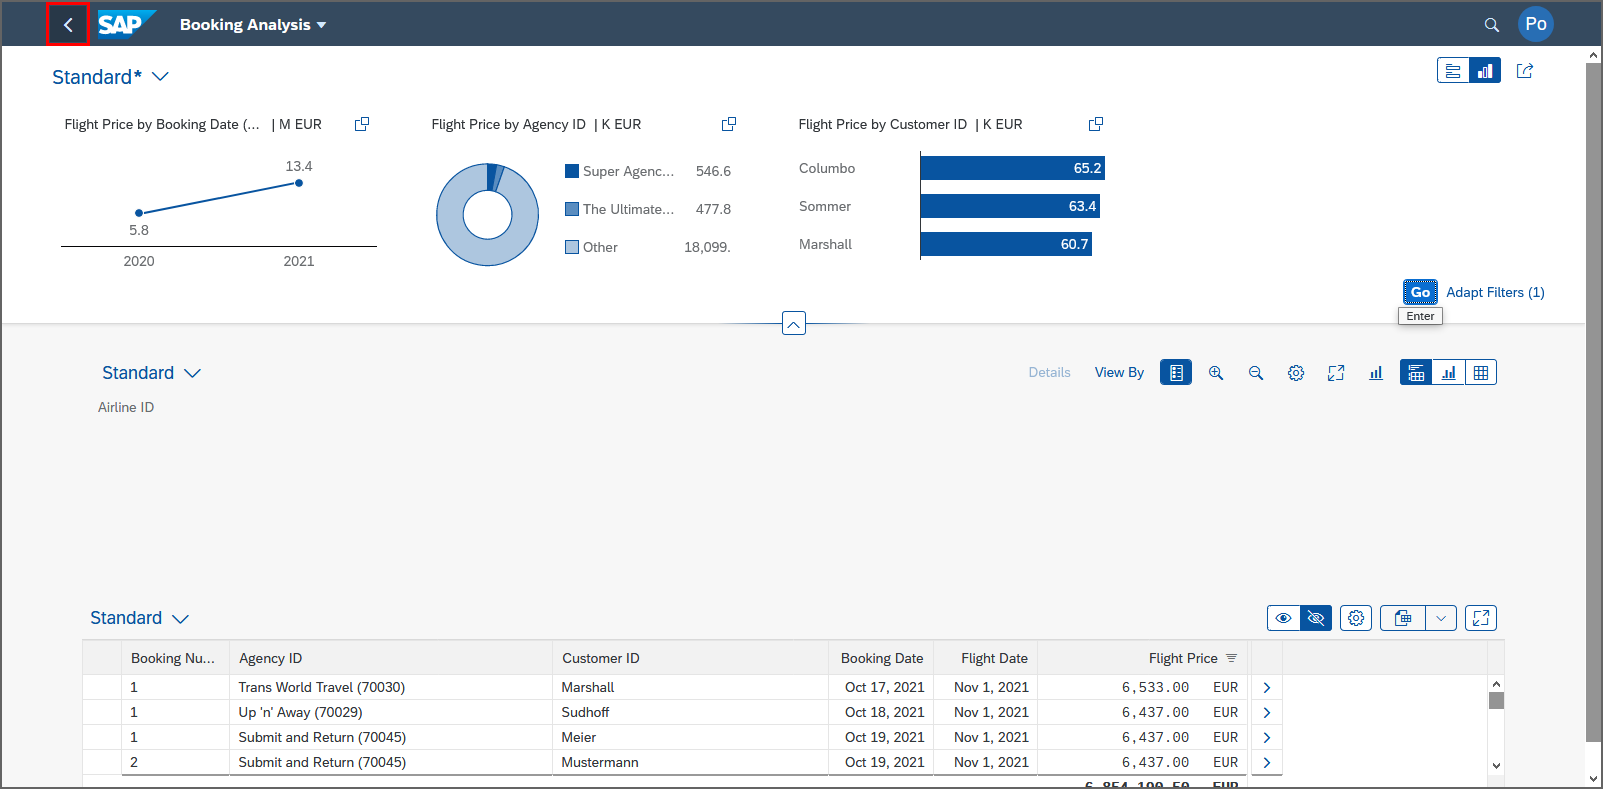 SAP Booking Analysis Po
Standard*
Flight Price by Booking Date (... | M EUR
13.4
5.8
2020 2021
Flight Price by Agency ID | K EUR
Super Agenc... 546.6
The Ultimate... 477.8
Other 18,099.
Flight Price by Customer ID | K EUR
Columbo 65.2
Sommer 63.4
Marshall 60.7
Go Adapt Filters (1)
Enter
Standard Details View By
Airline ID
Standard
Booking Nu... Agency ID Customer ID Booking Date Flight Date Flight Price
1 Trans World Travel (70030) Marshall Oct 17, 2021 Nov 1, 2021 6,533.00 EUR
1 Up 'n' Away (70029) Sudhoff Oct 18, 2021 Nov 1, 2021 6,437.00 EUR
1 Submit and Return (70045) Meier Oct 19, 2021 Nov 1, 2021 6,437.00 EUR
2 Submit and Return (70045) Mustermann Oct 19, 2021 Nov 1, 2021 6,437.00 EUR
EUR